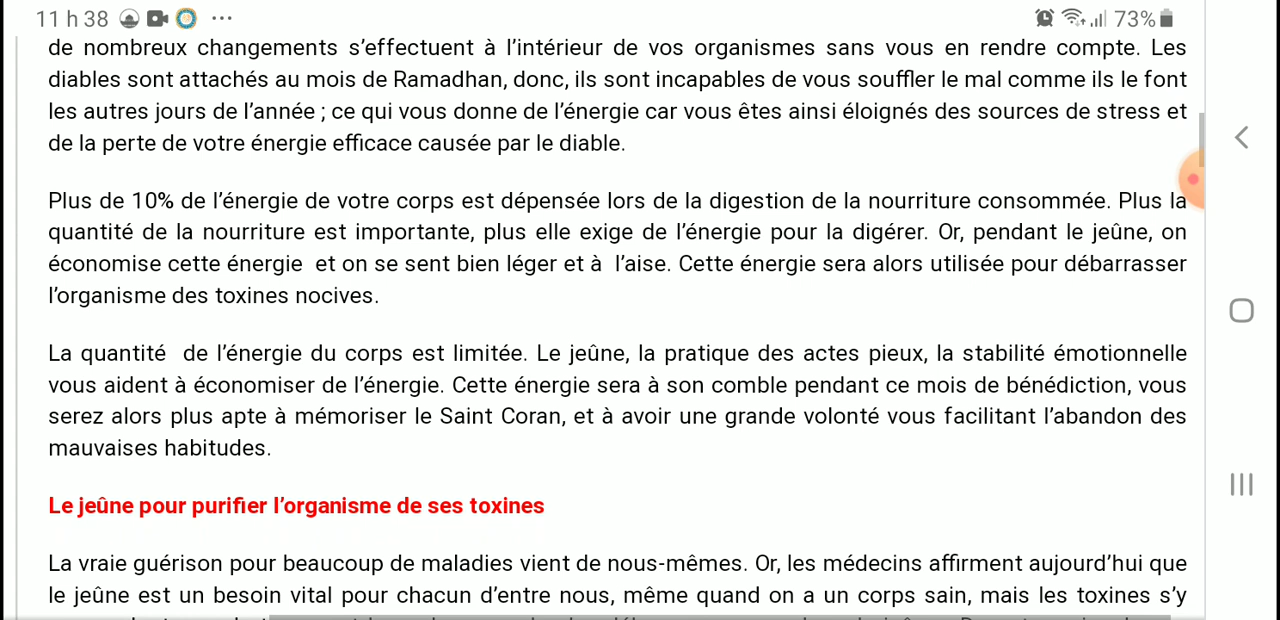 11 h 38 ... 73%
de nombreux changements s’effectuent à l’intérieur de vos organismes sans vous en rendre compte. Les
diables sont attachés au mois de Ramadhan, donc, ils sont incapables de vous souffler le mal comme ils le font
les autres jours de l’année ; ce qui vous donne de l’énergie car vous êtes ainsi éloignés des sources de stress et
de la perte de votre énergie efficace causée par le diable.
Plus de 10% de l’énergie de votre corps est dépensée lors de la digestion de la nourriture consommée. Plus la
quantité de la nourriture est importante, plus elle exige de l’énergie pour la digérer. Or, pendant le jeûne, on
économise cette énergie  et on se sent bien léger et à  l’aise. Cette énergie sera alors utilisée pour débarrasser
l’organisme des toxines nocives.
La quantité  de l’énergie du corps est limitée. Le jeûne, la pratique des actes pieux, la stabilité émotionnelle
vous aident à économiser de l’énergie. Cette énergie sera à son comble pendant ce mois de bénédiction, vous
serez alors plus apte à mémoriser le Saint Coran, et à avoir une grande volonté vous facilitant l’abandon des
mauvaises habitudes.
Le jeûne pour purifier l’organisme de ses toxines
La vraie guérison pour beaucoup de maladies vient de nous-mêmes. Or, les médecins affirment aujourd’hui que
le jeûne est un besoin vital pour chacun d’entre nous, même quand on a un corps sain, mais les toxines s’y